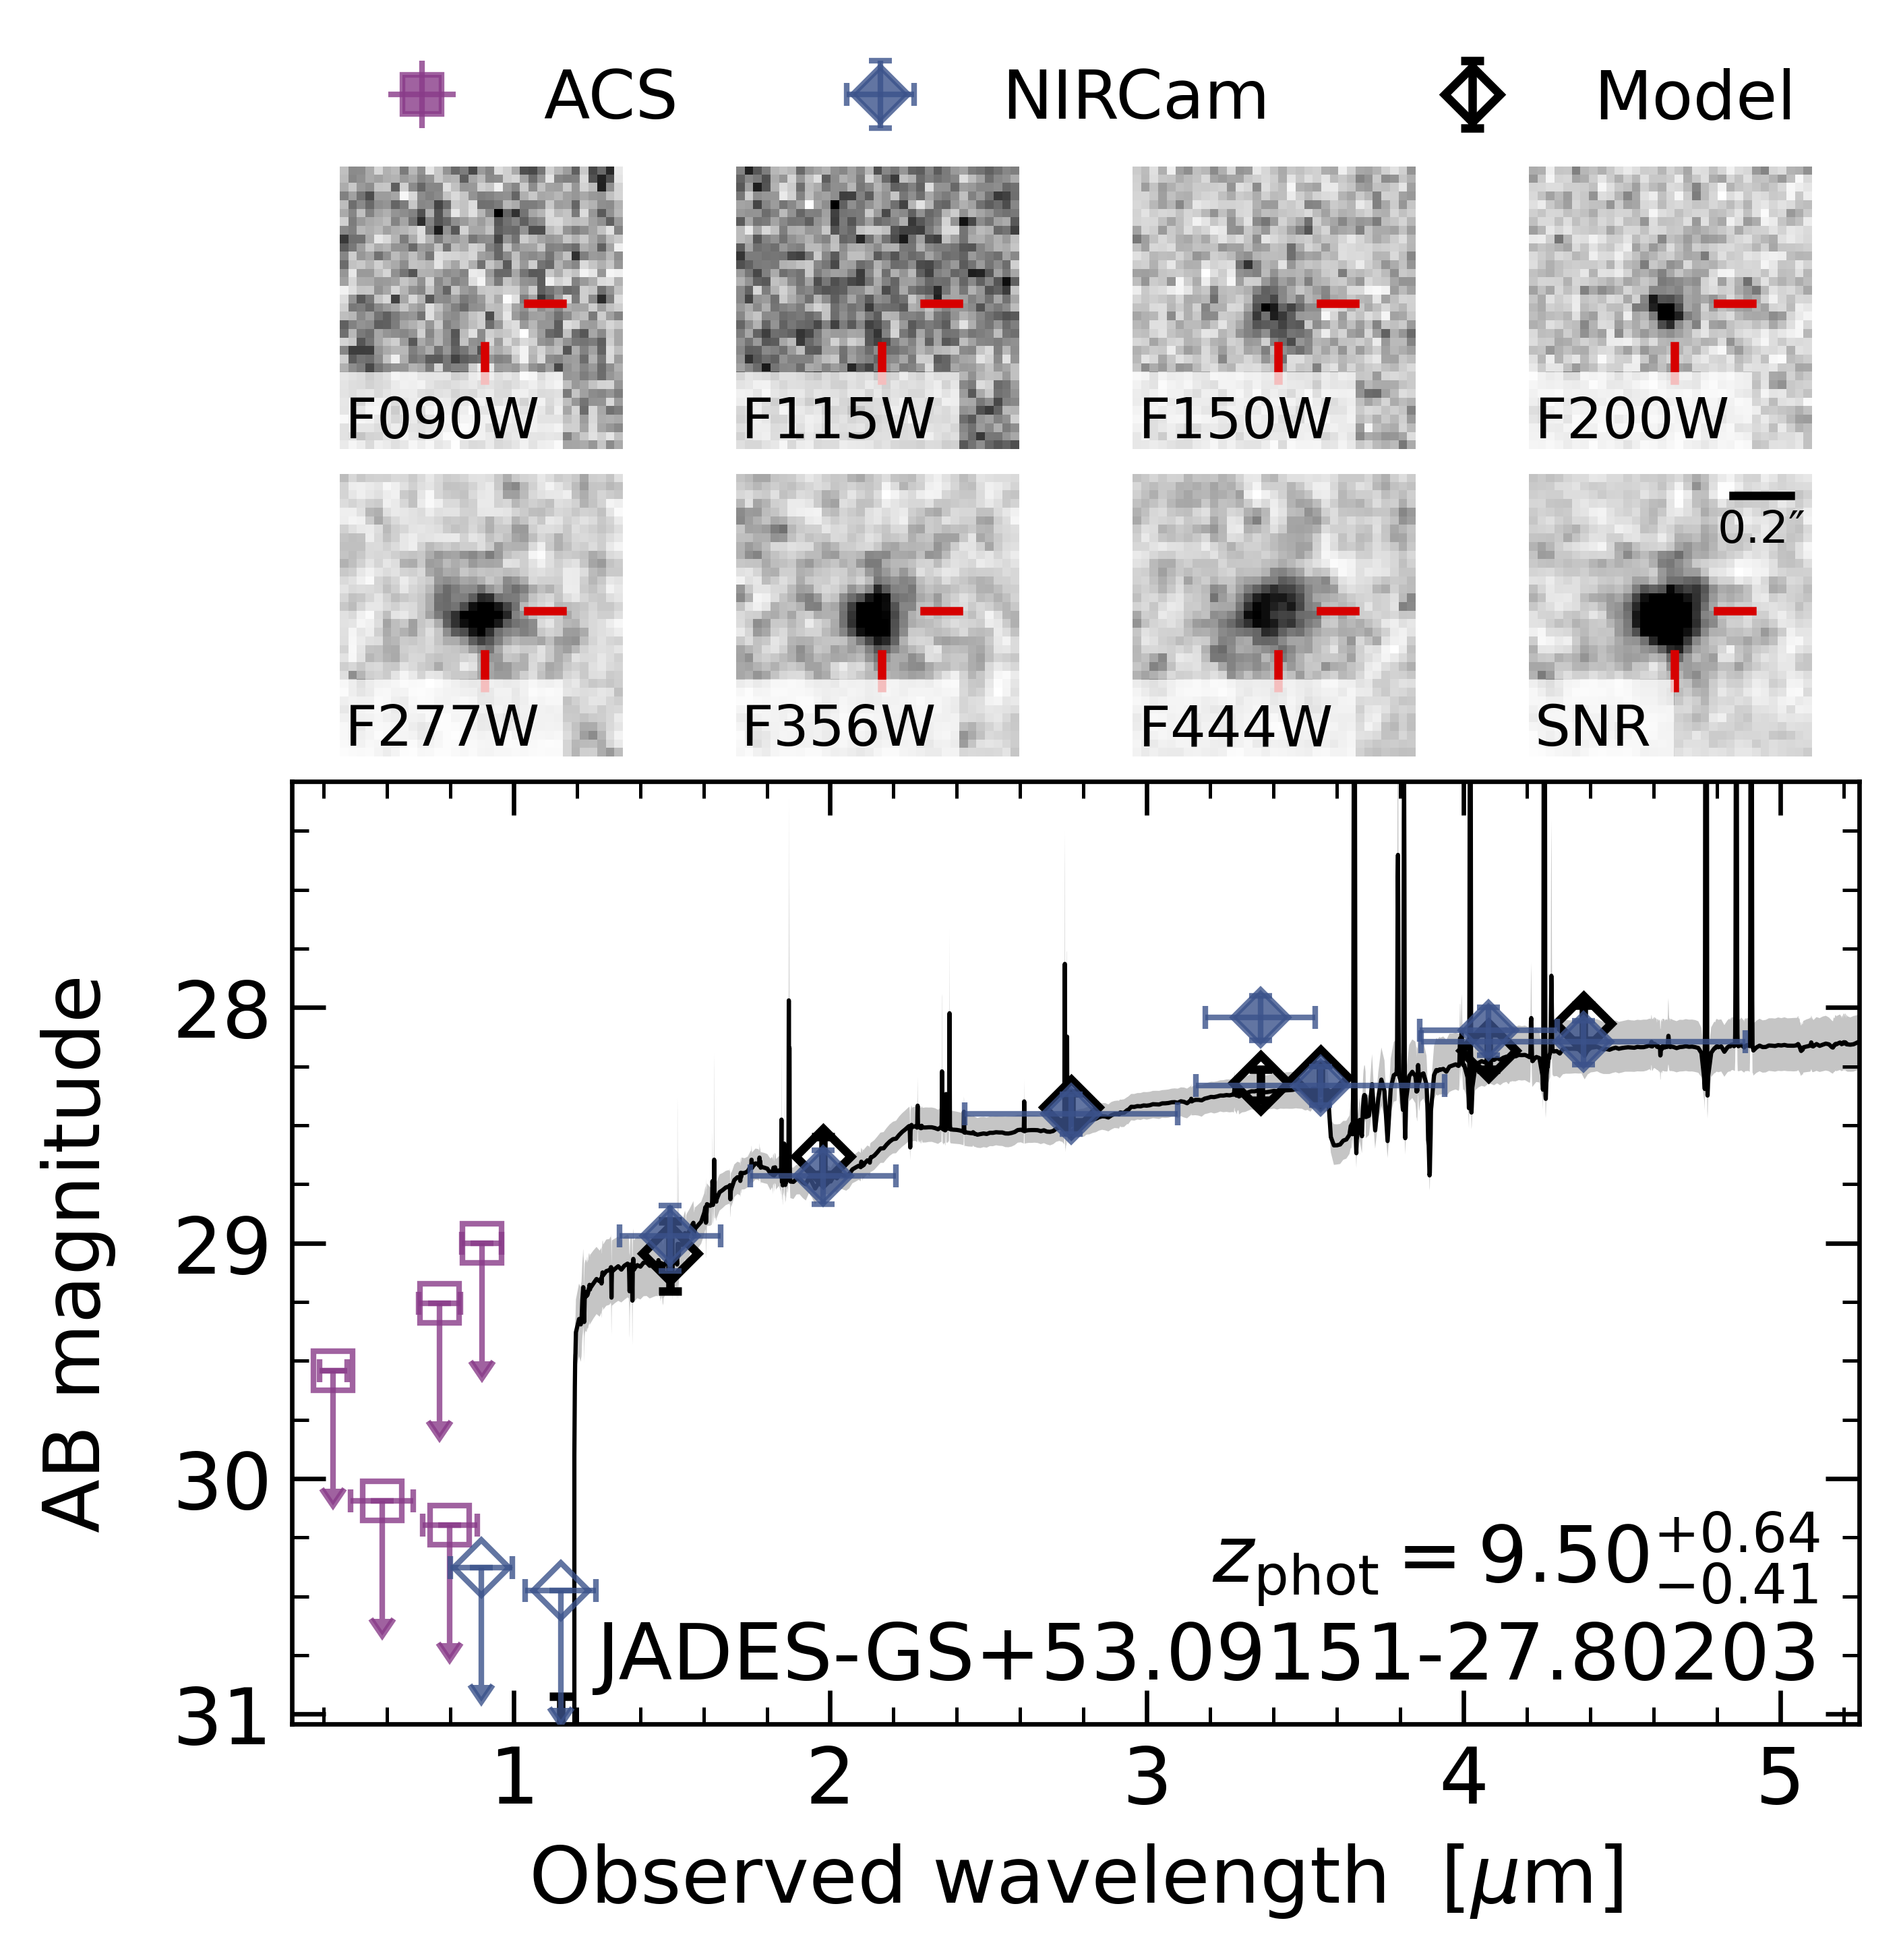 ACS NIRCam Model
F090W F115W F150W F200W
0.2″
F277W F356W F444W SNR
AB magnitude
28
29
30
31
z_phot = 9.50^{+0.64}_{−0.41}
JADES-GS+53.09151-27.80203
1 2 3 4 5
Observed wavelength [μm]